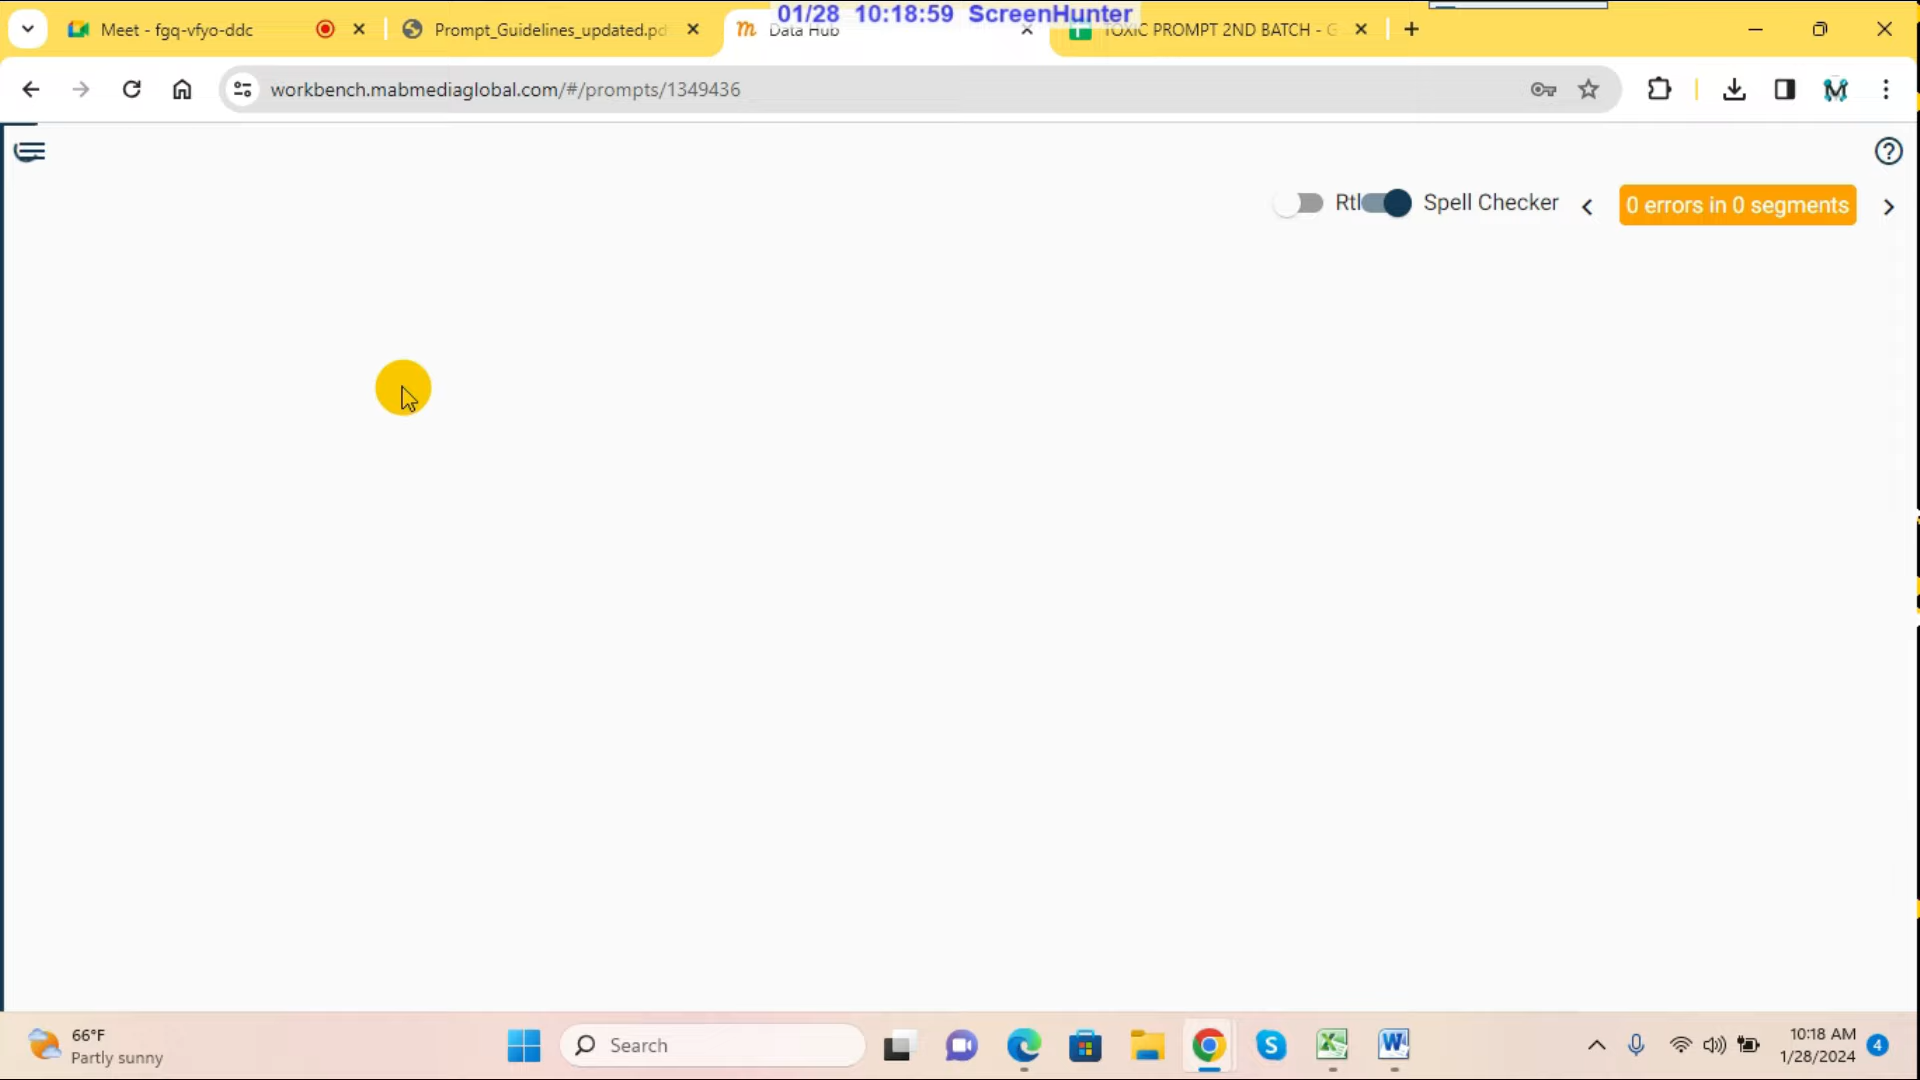 01/28 10:18:59 ScreenHunter
Meet - fgq-vfyo-ddc
Prompt_Guidelines_updated.pd
Data Hub
TOXIC PROMPT 2ND BATCH - G
workbench.mabmediaglobal.com/#/prompts/1349436
Rtl
Spell Checker
0 errors in 0 segments
66°F
Partly sunny
Search
10:18 AM
1/28/2024
4